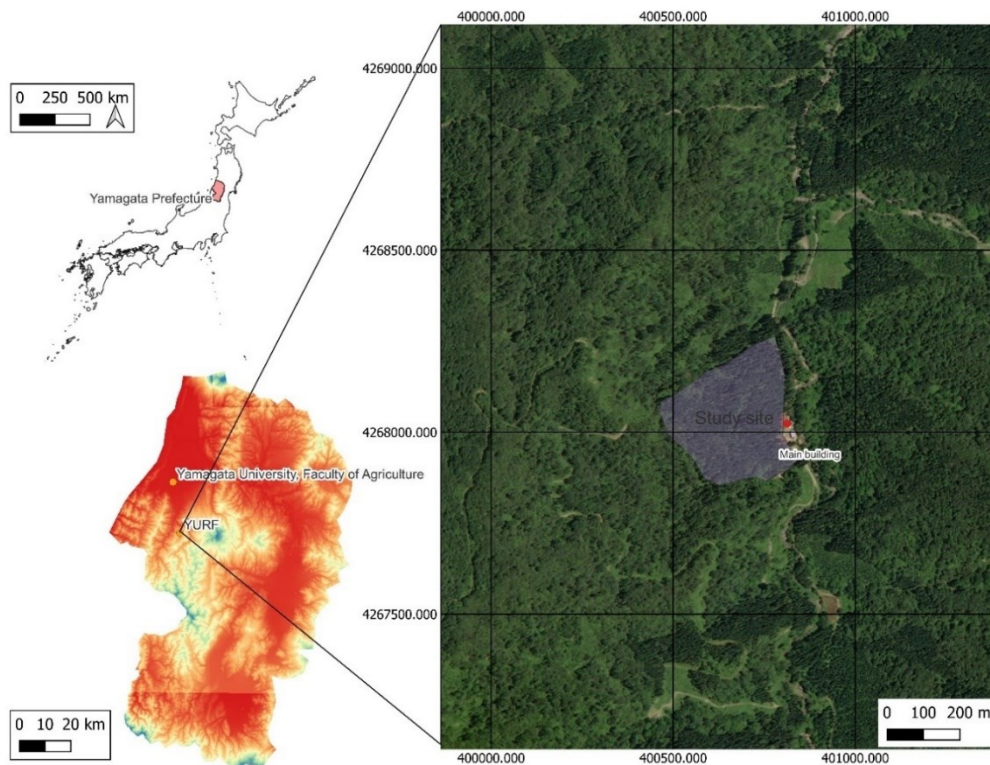 0 250 500 km
Yamagata Prefecture
Yamagata University, Faculty of Agriculture
YURF
0 10 20 km
400000.000 400500.000 401000.000
4269000.000
4268500.000
4268000.000
4267500.000
Study site
Main building
0 100 200 m
400000.000 400500.000 401000.000